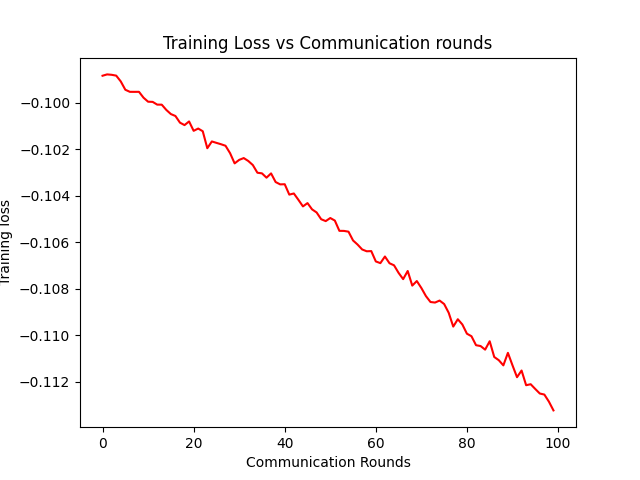 Training Loss vs Communication rounds
Training loss
−0.100
−0.102
−0.104
−0.106
−0.108
−0.110
−0.112
0 20 40 60 80 100
Communication Rounds